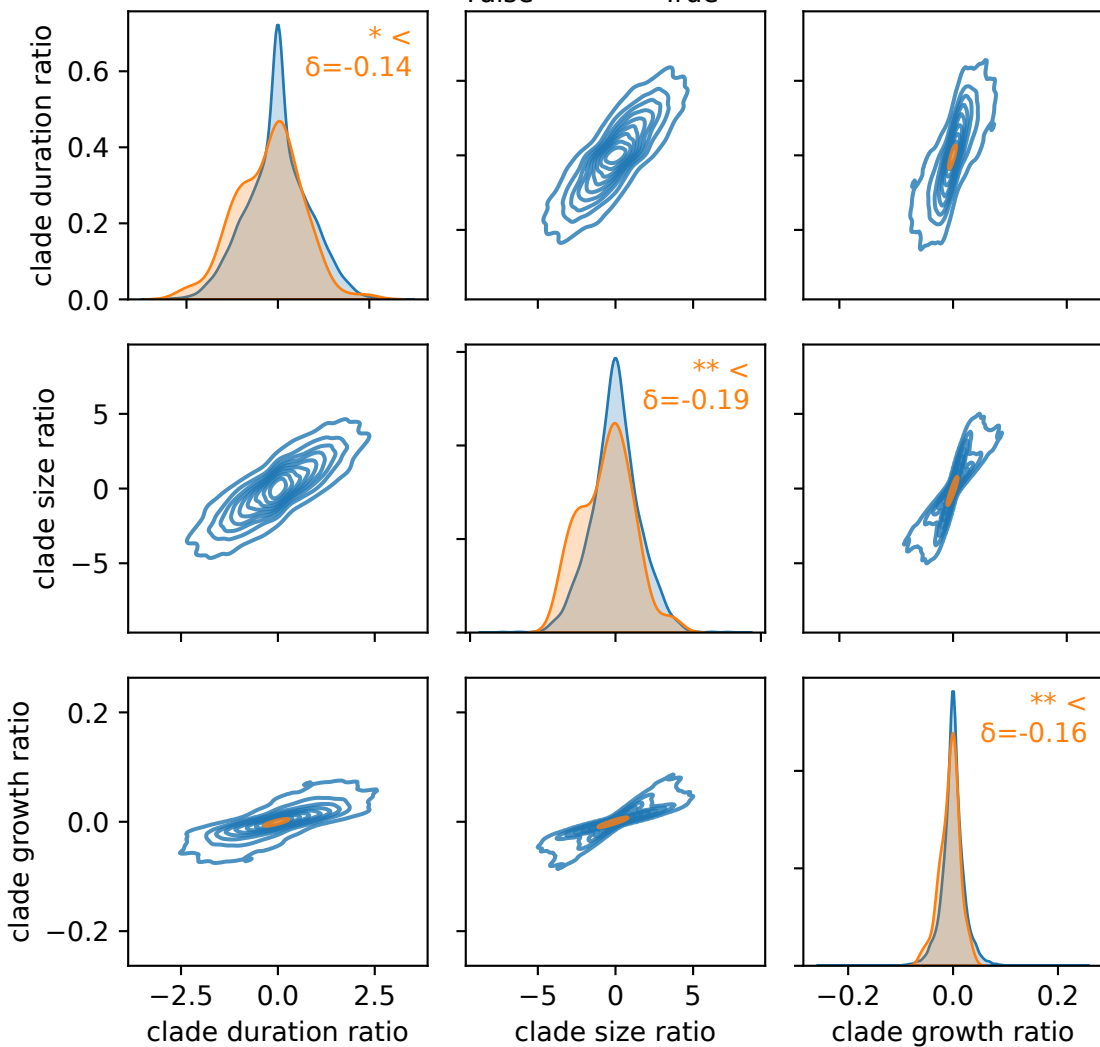 True
clade duration ratio
0.6
0.4
0.2
0.0
* <
δ=-0.14
clade size ratio
5
0
−5
** <
δ=-0.19
clade growth ratio
0.2
0.0
−0.2
** <
δ=-0.16
−2.5 0.0 2.5
−5 0 5
−0.2 0.0 0.2
clade duration ratio
clade size ratio
clade growth ratio